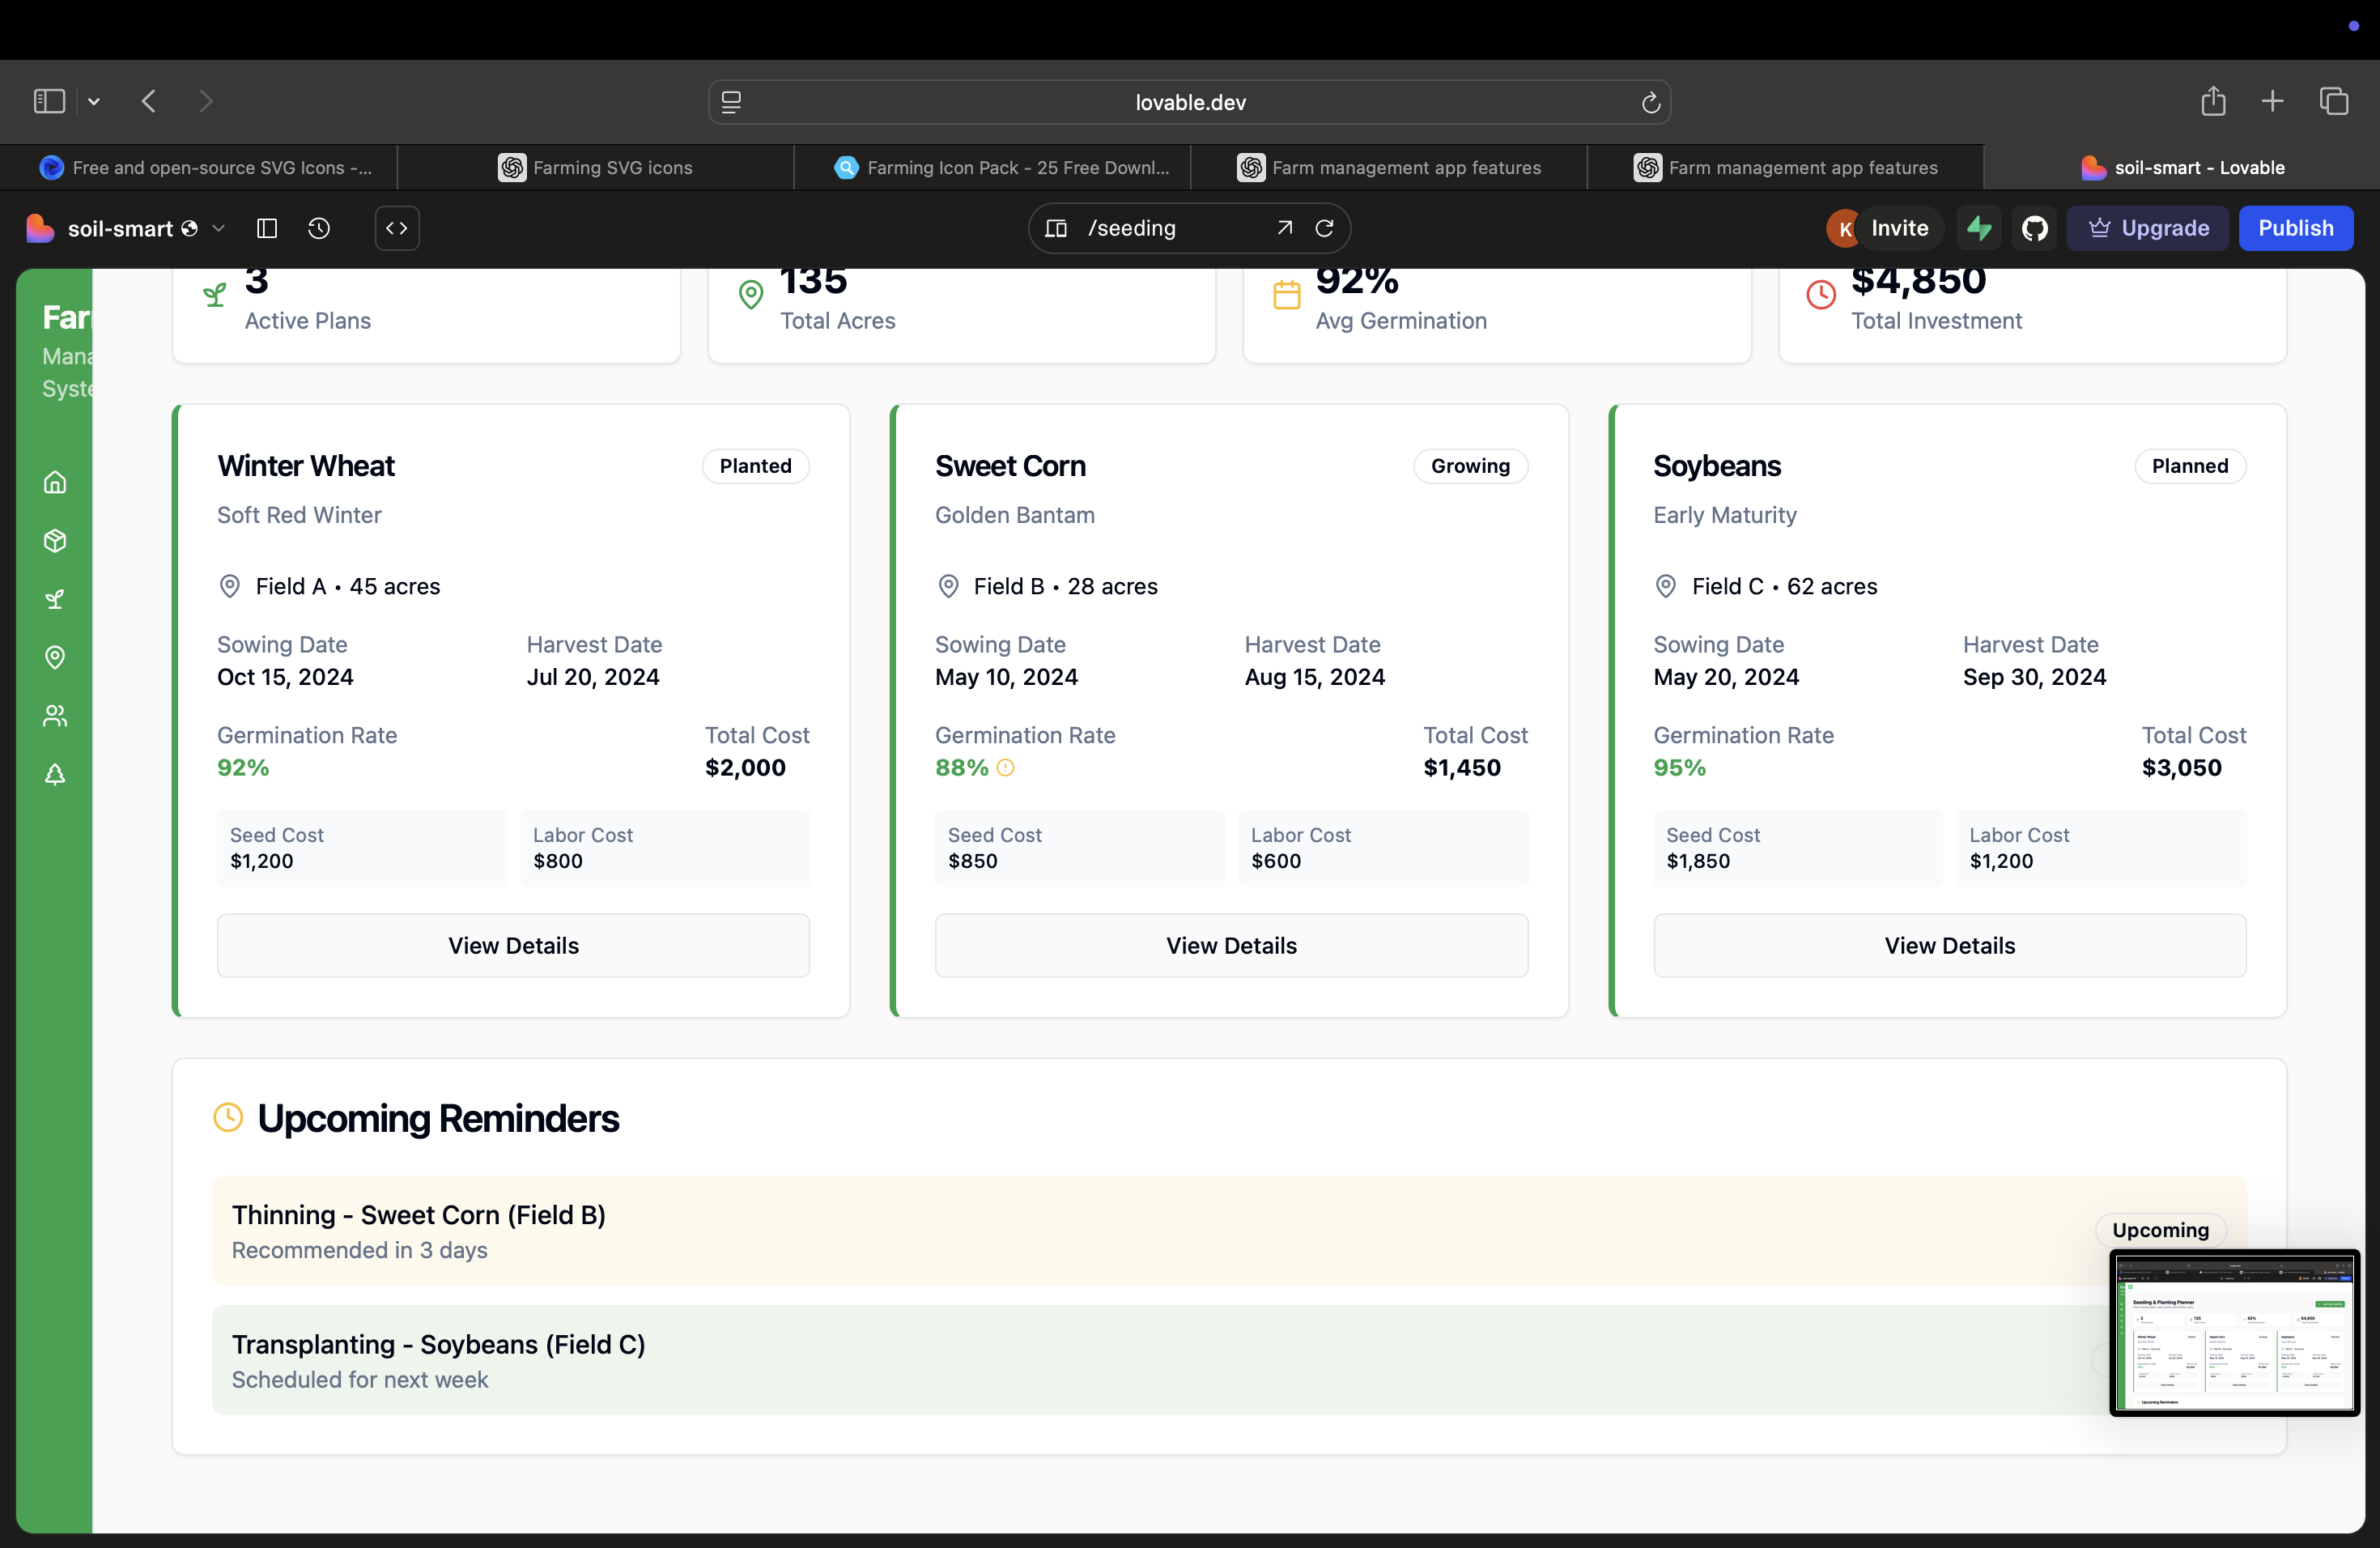 lovable.dev
Free and open-source SVG Icons -...
Farming SVG icons
Farming Icon Pack - 25 Free Downl...
Farm management app features
Farm management app features
soil-smart - Lovable
soil-smart
/seeding
K
Invite
Upgrade
Publish
Far
Mana
Syste
3
Active Plans
135
Total Acres
92%
Avg Germination
$4,850
Total Investment
Winter Wheat
Planted
Soft Red Winter
Field A • 45 acres
Sowing Date
Harvest Date
Oct 15, 2024
Jul 20, 2024
Germination Rate
Total Cost
92%
$2,000
Seed Cost
Labor Cost
$1,200
$800
View Details
Sweet Corn
Growing
Golden Bantam
Field B • 28 acres
Sowing Date
Harvest Date
May 10, 2024
Aug 15, 2024
Germination Rate
Total Cost
88%
$1,450
Seed Cost
Labor Cost
$850
$600
View Details
Soybeans
Planned
Early Maturity
Field C • 62 acres
Sowing Date
Harvest Date
May 20, 2024
Sep 30, 2024
Germination Rate
Total Cost
95%
$3,050
Seed Cost
Labor Cost
$1,850
$1,200
View Details
Upcoming Reminders
Thinning - Sweet Corn (Field B)
Recommended in 3 days
Upcoming
Transplanting - Soybeans (Field C)
Scheduled for next week
Seeding & Planting Planner
Upcoming Reminders